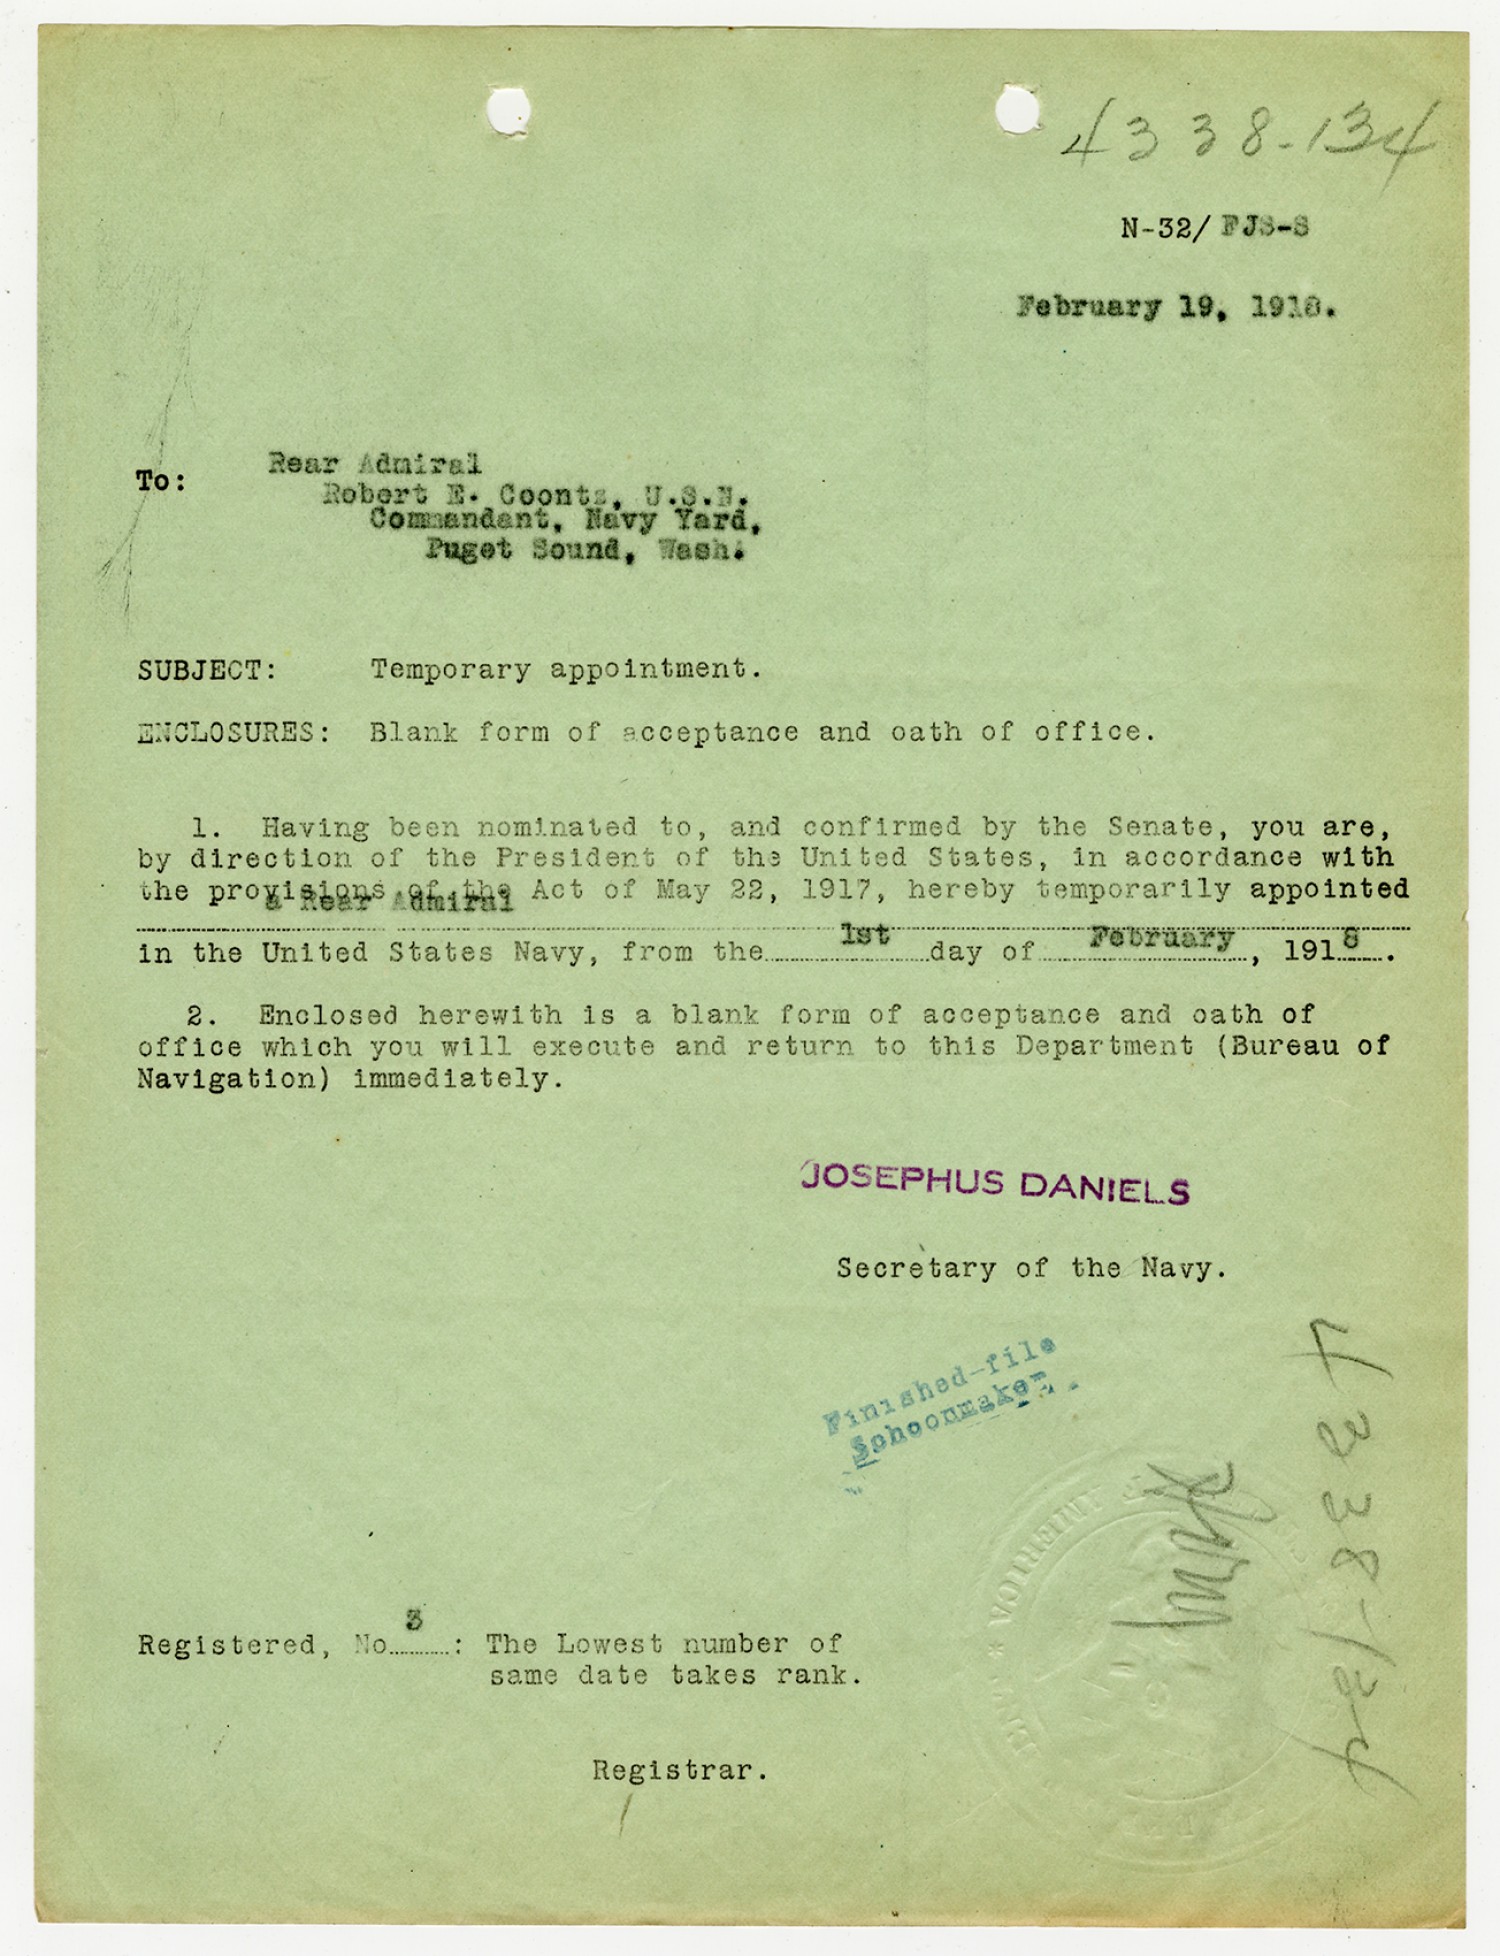 4338-134
N-32/ FJS-S
February 19, 1918.
To: Rear Admiral
Robert E. Coontz, U.S.N.
Commandant, Navy Yard,
Puget Sound, Wash.
SUBJECT: Temporary appointment.
ENCLOSURES: Blank form of acceptance and oath of office.
1. Having been nominated to, and confirmed by the Senate, you are,
by direction of the President of the United States, in accordance with
the provisions of the Act of May 22, 1917, hereby temporarily appointed
a Rear Admiral
in the United States Navy, from the 1st day of February, 1918.
2. Enclosed herewith is a blank form of acceptance and oath of
office which you will execute and return to this Department (Bureau of
Navigation) immediately.
JOSEPHUS DANIELS
Secretary of the Navy.
Finished-file
Schoonmaker.
4338-134
AMERICA
Registered, No. 3 : The Lowest number of
same date takes rank.
Registrar.